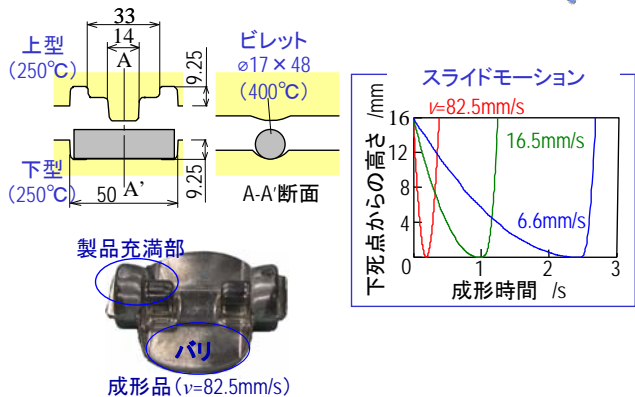 33
14
上型
(250℃)
A
9.25
ビレット
ø17×48
(400℃)
下型
(250℃)
50
A'
9.25
A-A'断面
製品充満部
バリ
成形品(v=82.5mm/s)
スライドモーション
下死点からの高さ /mm
16
12
8
4
0
v=82.5mm/s
16.5mm/s
6.6mm/s
0
1
2
3
成形時間 /s